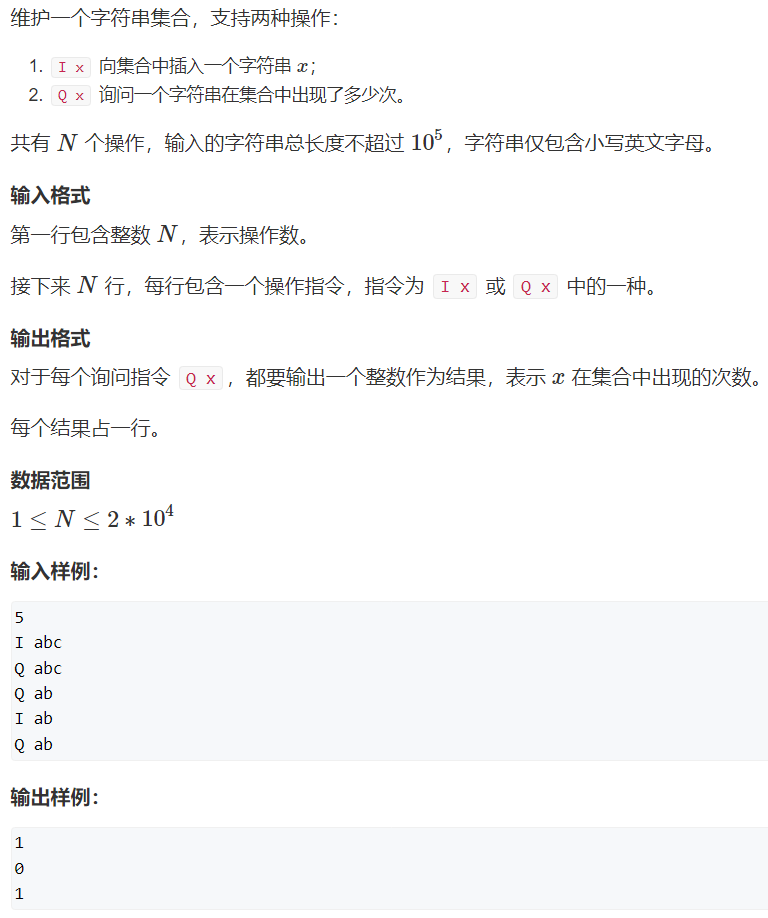 维护一个字符串集合，支持两种操作：
1. I x 向集合中插入一个字符串 x；
2. Q x 询问一个字符串在集合中出现了多少次。
共有 N 个操作，输入的字符串总长度不超过 10⁵，字符串仅包含小写英文字母。
输入格式
第一行包含整数 N，表示操作数。
接下来 N 行，每行包含一个操作指令，指令为 I x 或 Q x 中的一种。
输出格式
对于每个询问指令 Q x，都要输出一个整数作为结果，表示 x 在集合中出现的次数。
每个结果占一行。
数据范围
1 ≤ N ≤ 2 * 10⁴
输入样例：
5
I abc
Q abc
Q ab
I ab
Q ab
输出样例：
1
0
1